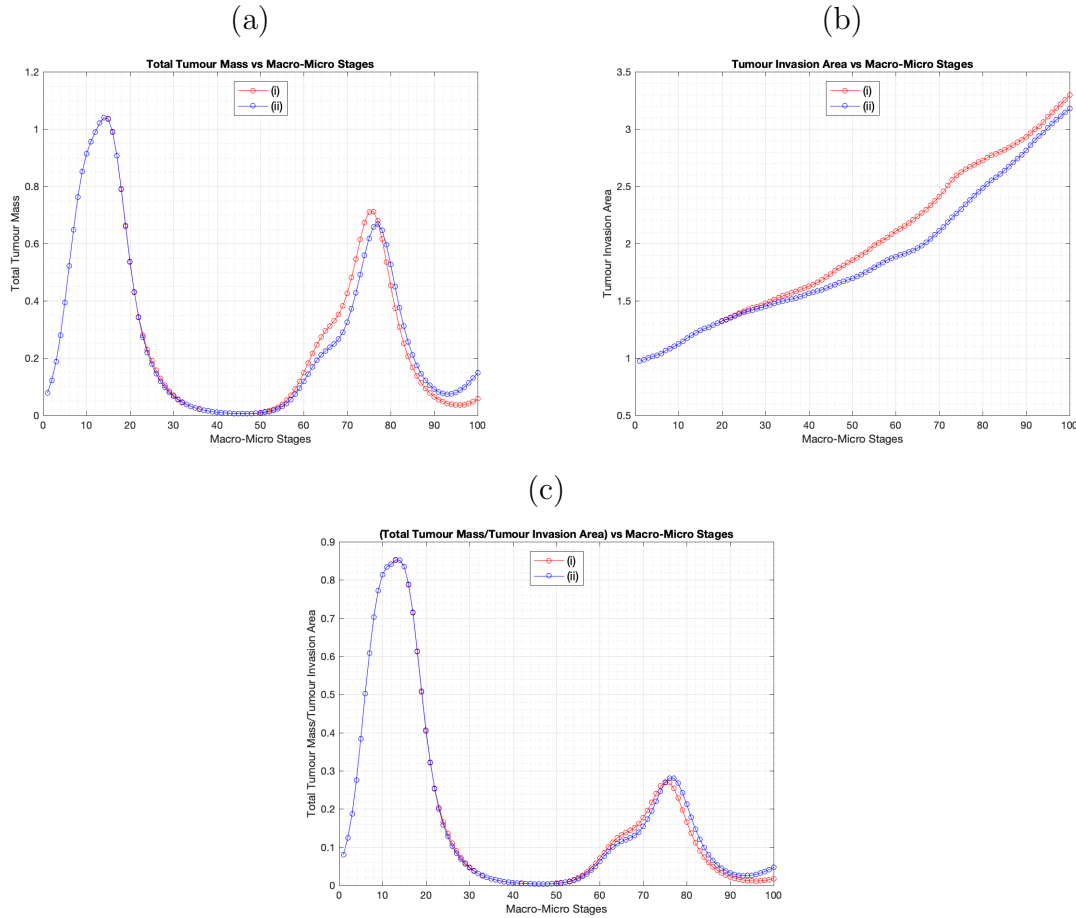 (a)
Total Tumour Mass vs Macro-Micro Stages
(i)
(ii)
1.2
1
0.8
0.6
0.4
0.2
0
Total Tumour Mass
0 10 20 30 40 50 60 70 80 90 100
Macro-Micro Stages
(b)
Tumour Invasion Area vs Macro-Micro Stages
(i)
(ii)
3.5
3
2.5
2
1.5
1
0.5
Tumour Invasion Area
0 10 20 30 40 50 60 70 80 90 100
Macro-Micro Stages
(c)
(Total Tumour Mass/Tumour Invasion Area) vs Macro-Micro Stages
(i)
(ii)
0.9
0.8
0.7
0.6
0.5
0.4
0.3
0.2
0.1
0
Total Tumour Mass/Tumour Invasion Area
0 10 20 30 40 50 60 70 80 90 100
Macro-Micro Stages